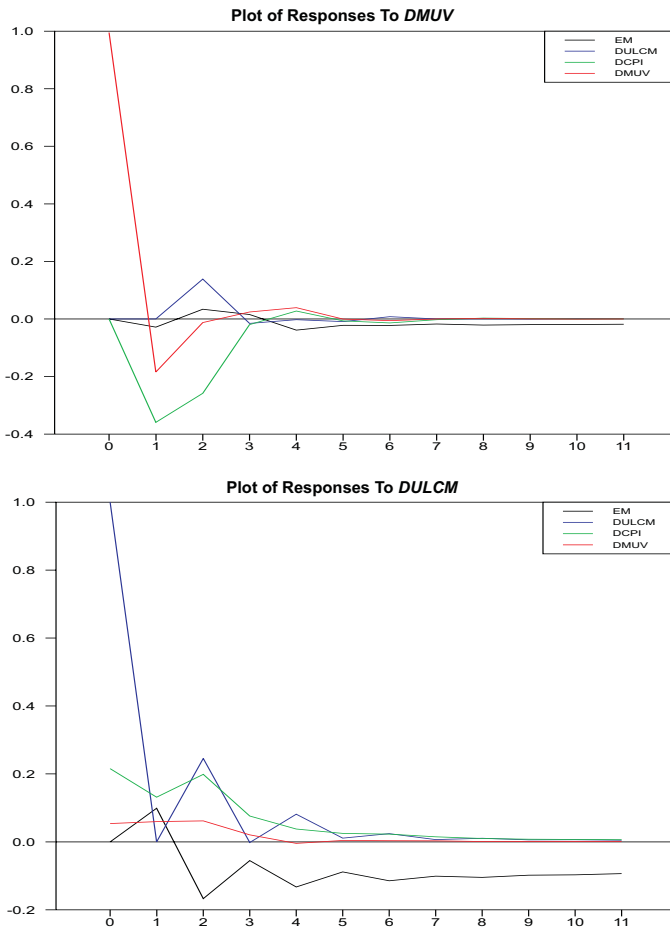 Plot of Responses To DMUV
EM
DULCM
DCPI
DMUV
1.0
0.8
0.6
0.4
0.2
0.0
-0.2
-0.4
0 1 2 3 4 5 6 7 8 9 10 11
Plot of Responses To DULCM
EM
DULCM
DCPI
DMUV
1.0
0.8
0.6
0.4
0.2
0.0
-0.2
0 1 2 3 4 5 6 7 8 9 10 11